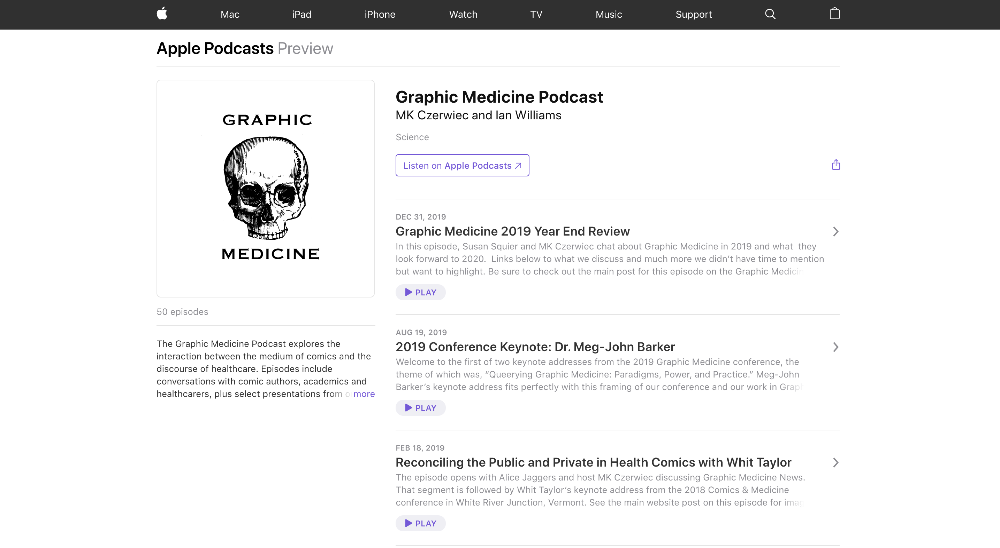 Mac iPad iPhone Watch TV Music Support
Apple Podcasts Preview
GRAPHIC
MEDICINE
50 episodes
The Graphic Medicine Podcast explores the
interaction between the medium of comics and the
discourse of healthcare. Episodes include
conversations with comic authors, academics and
healthcarers, plus select presentations from more
Graphic Medicine Podcast
MK Czerwiec and Ian Williams
Science
Listen on Apple Podcasts
DEC 31, 2019
Graphic Medicine 2019 Year End Review
In this episode, Susan Squier and MK Czerwiec chat about Graphic Medicine in 2019 and what they
look forward to 2020. Links below to what we discuss and much more we didn’t have time to mention
but want to highlight. Be sure to check out the main post for this episode on the Graphic Medicin
PLAY
AUG 19, 2019
2019 Conference Keynote: Dr. Meg-John Barker
Welcome to the first of two keynote addresses from the 2019 Graphic Medicine conference, the
theme of which was, “Queerying Graphic Medicine: Paradigms, Power, and Practice.” Meg-John
Barker’s keynote address fits perfectly with this framing of our conference and our work in Graph
PLAY
FEB 18, 2019
Reconciling the Public and Private in Health Comics with Whit Taylor
The episode opens with Alice Jaggers and host MK Czerwiec discussing Graphic Medicine News.
That segment is followed by Whit Taylor‘s keynote address from the 2018 Comics & Medicine
conference in White River Junction, Vermont. See the main website post on this episode for imag
PLAY